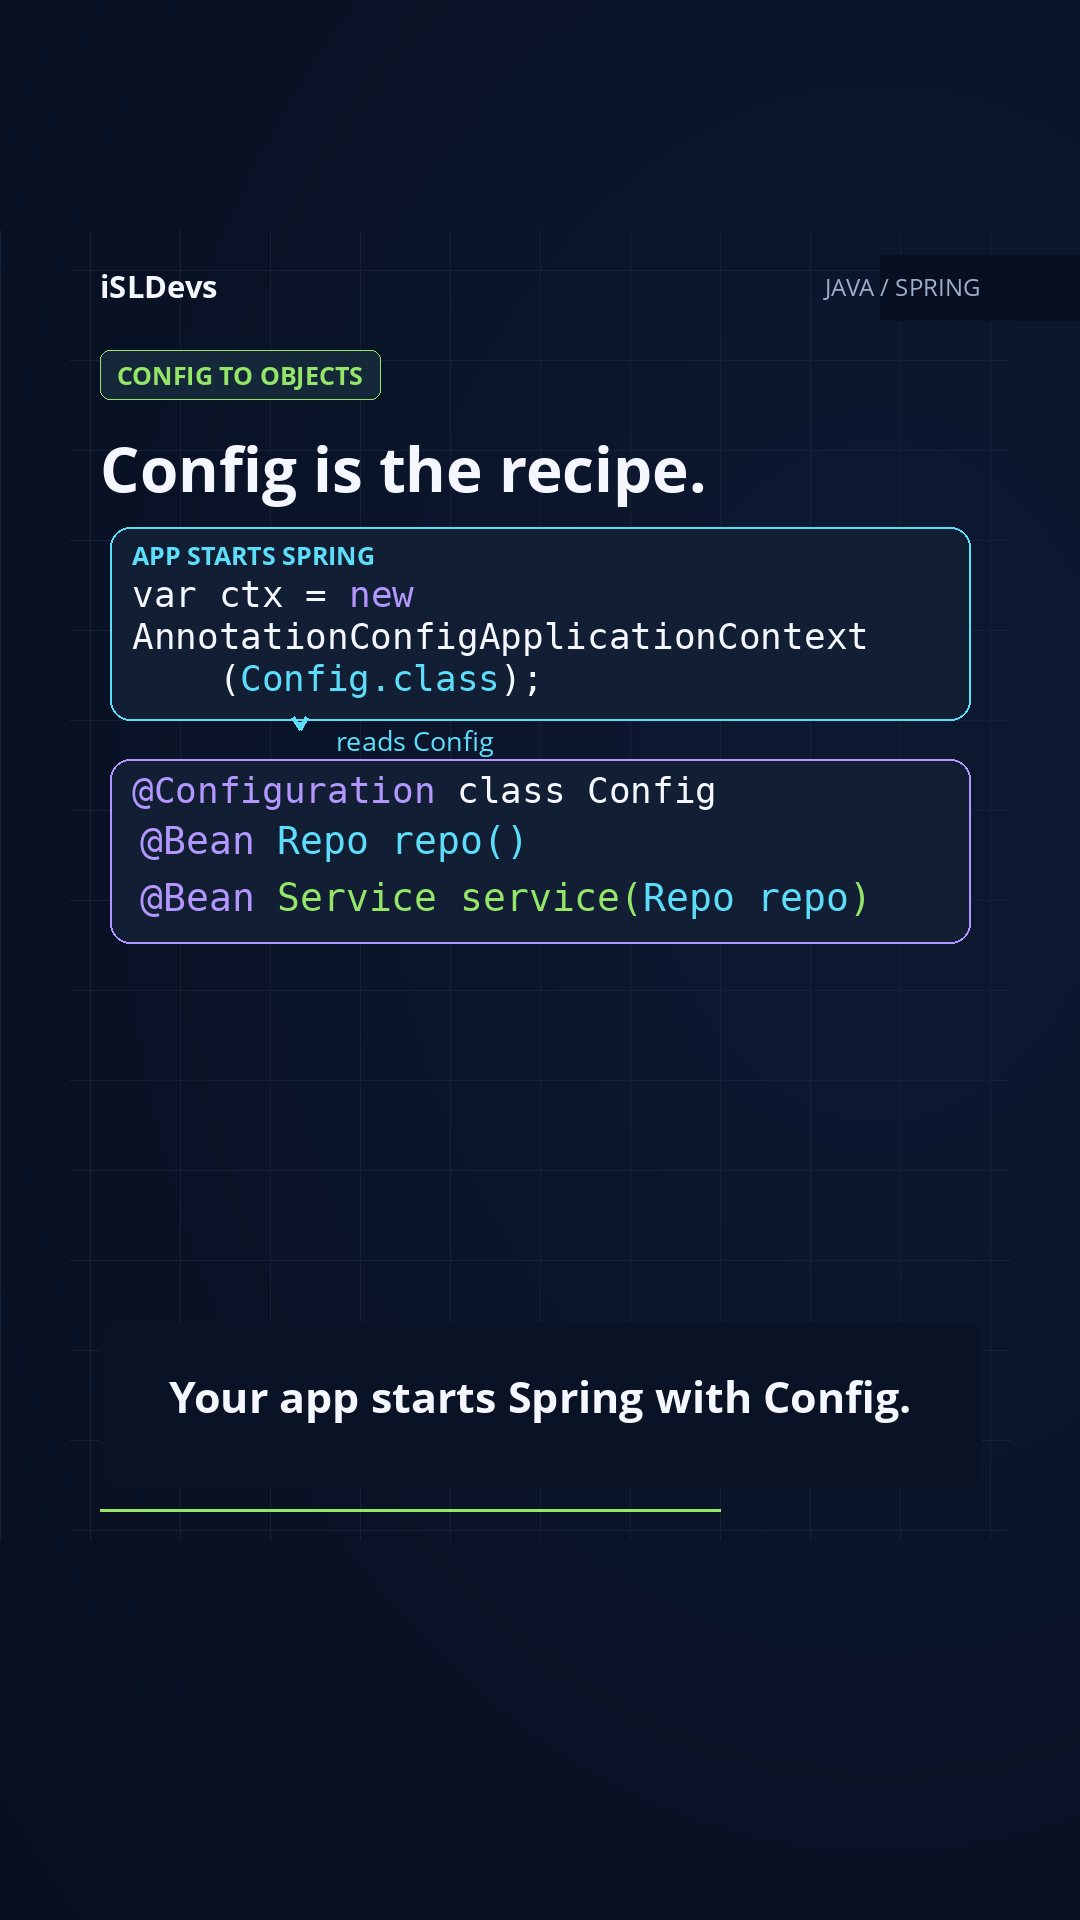 iSLDevs
JAVA / SPRING
CONFIG TO OBJECTS
Config is the recipe.
APP STARTS SPRING
var ctx = new
AnnotationConfigApplicationContext
(Config.class);
reads Config
@Configuration class Config
@Bean Repo repo()
@Bean Service service(Repo repo)
Your app starts Spring with Config.